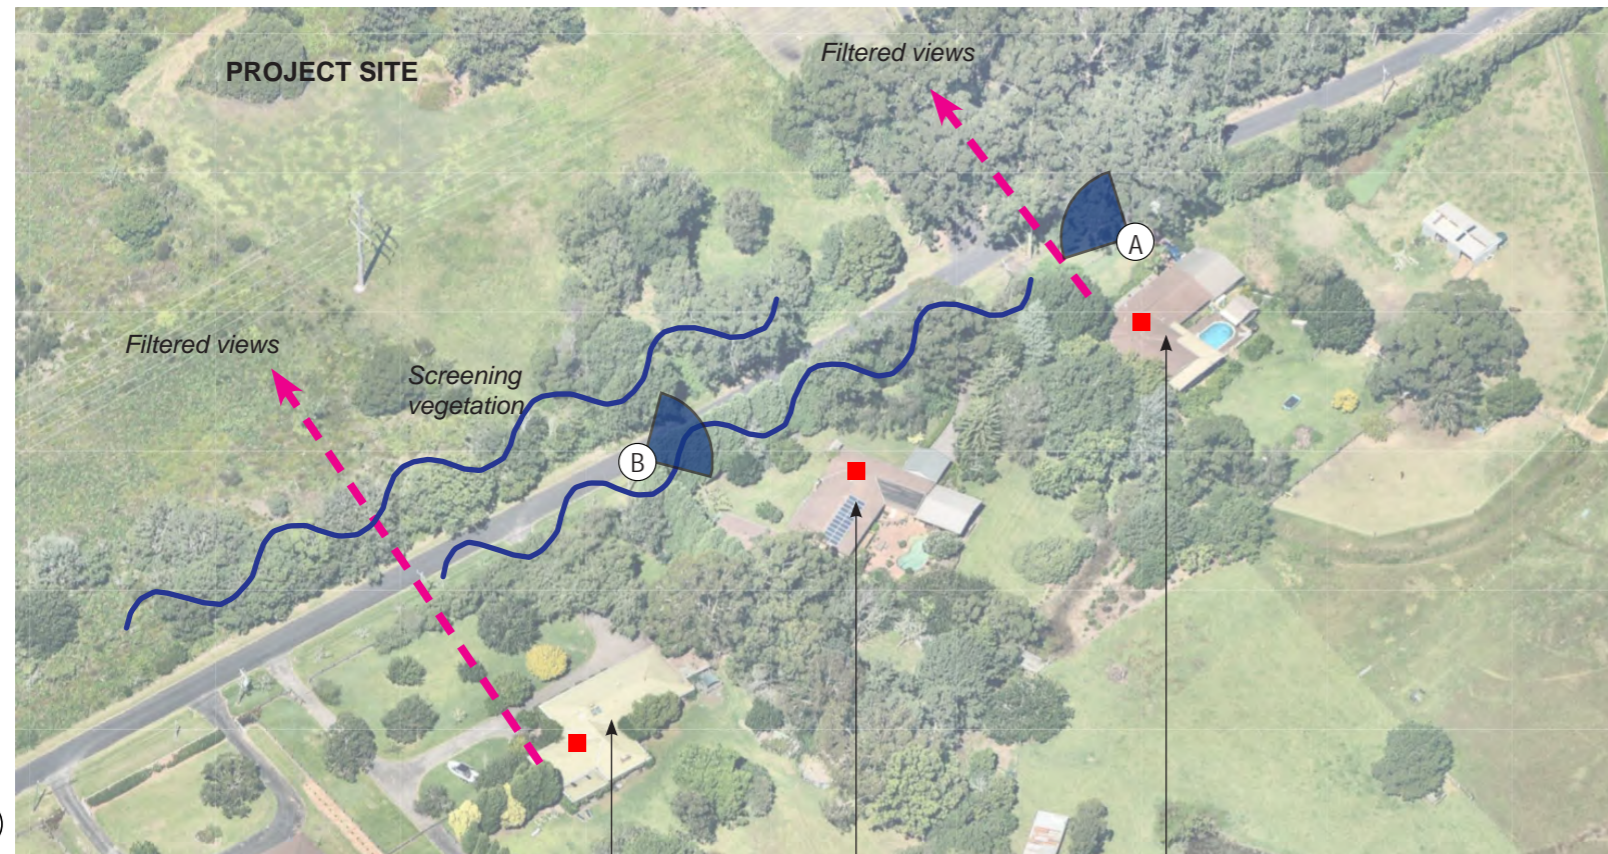 PROJECT SITE
Filtered views
Filtered views
Screening
vegetation
A
B
)